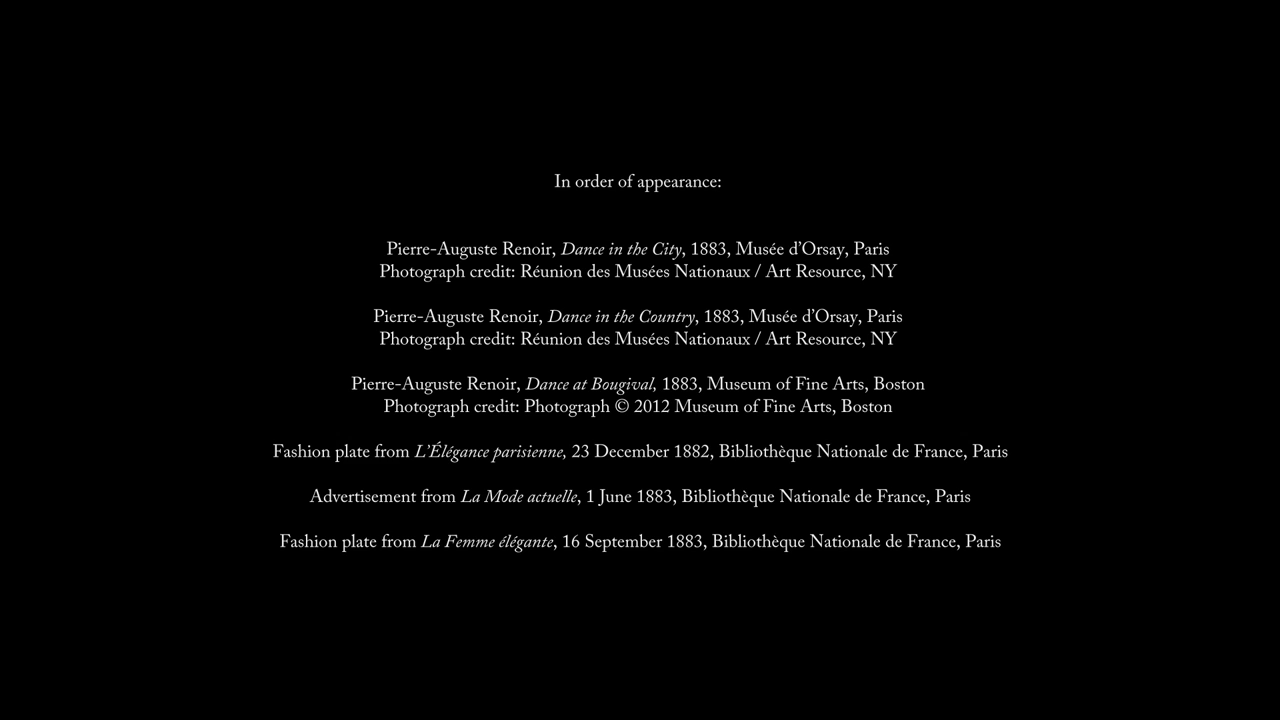 In order of appearance:
Pierre-Auguste Renoir, Dance in the City, 1883, Musée d’Orsay, Paris
Photograph credit: Réunion des Musées Nationaux / Art Resource, NY
Pierre-Auguste Renoir, Dance in the Country, 1883, Musée d’Orsay, Paris
Photograph credit: Réunion des Musées Nationaux / Art Resource, NY
Pierre-Auguste Renoir, Dance at Bougival, 1883, Museum of Fine Arts, Boston
Photograph credit: Photograph © 2012 Museum of Fine Arts, Boston
Fashion plate from L’Élégance parisienne, 23 December 1882, Bibliothèque Nationale de France, Paris
Advertisement from La Mode actuelle, 1 June 1883, Bibliothèque Nationale de France, Paris
Fashion plate from La Femme élégante, 16 September 1883, Bibliothèque Nationale de France, Paris